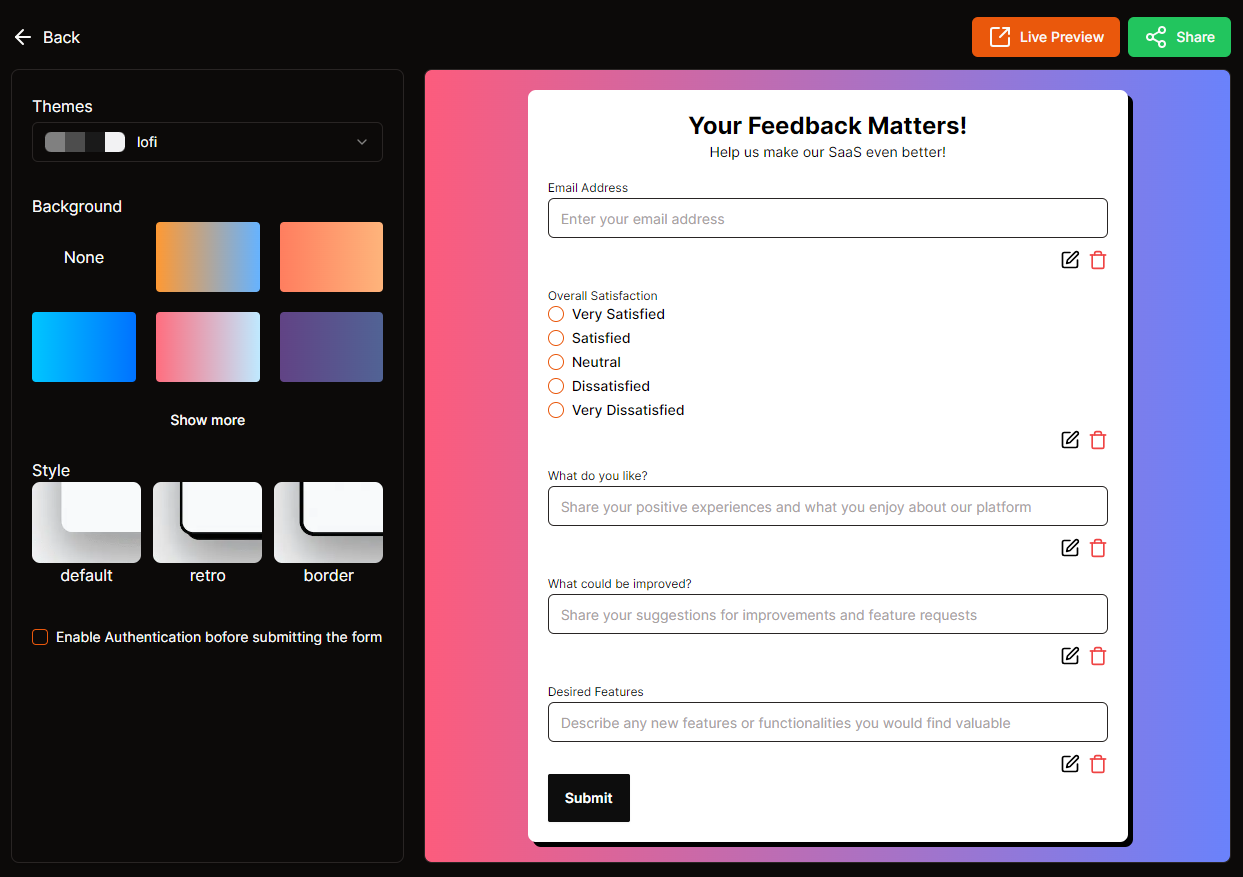 Back
Live Preview
Share
Themes
lofi
Background
None
Show more
Style
default
retro
border
Enable Authentication bofore submitting the form
Your Feedback Matters!
Help us make our SaaS even better!
Email Address
Enter your email address
Overall Satisfaction
Very Satisfied
Satisfied
Neutral
Dissatisfied
Very Dissatisfied
What do you like?
Share your positive experiences and what you enjoy about our platform
What could be improved?
Share your suggestions for improvements and feature requests
Desired Features
Describe any new features or functionalities you would find valuable
Submit